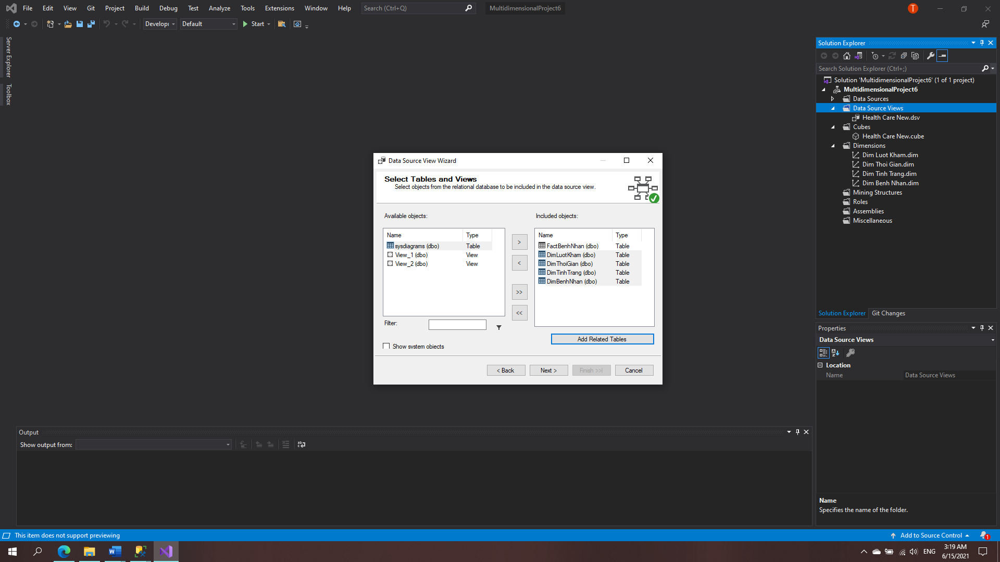 File Edit View Git Project Build Debug Test Analyze Tools Extensions Window Help Search (Ctrl+Q) MultidimensionalProject6 T
Develop Default Start
Server Explorer
Toolbox
Data Source View Wizard
Select Tables and Views
Select objects from the relational database to be included in the data source view.
Available objects:
Name Type
sysdiagrams (dbo) Table
View_1 (dbo) View
View_2 (dbo) View
Filter:
Show system objects
>
<
>>
<<
Included objects:
Name Type
FactBenhNhan (dbo) Table
DimLuotKham (dbo) Table
DimThoiGian (dbo) Table
DimTinhTrang (dbo) Table
DimBenhNhan (dbo) Table
Add Related Tables
< Back Next > Finish >>| Cancel
Solution Explorer
Search Solution Explorer (Ctrl+;)
Solution 'MultidimensionalProject6' (1 of 1 project)
MultidimensionalProject6
Data Sources
Data Source Views
Health Care New.dsv
Cubes
Health Care New.cube
Dimensions
Dim Luot Kham.dim
Dim Thoi Gian.dim
Dim Tinh Trang.dim
Dim Benh Nhan.dim
Mining Structures
Roles
Assemblies
Miscellaneous
Solution Explorer Git Changes
Properties
Data Source Views
Location
Name Data Source Views
Name
Specifies the name of the folder.
Output
Show output from:
This item does not support previewing
Add to Source Control 1
ENG
3:19 AM
6/15/2021